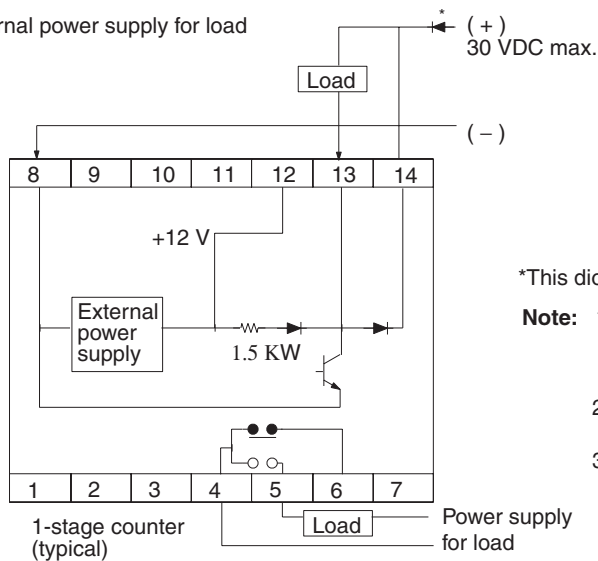 rnal power supply for load
*
( + )
30 VDC max.
Load
( – )
8 9 10 11 12 13 14
+12 V
External
power
supply
1.5 KW
*This
Note:
2
3
1 2 3 4 5 6 7
1-stage counter
(typical)
Load
Power supply
for load